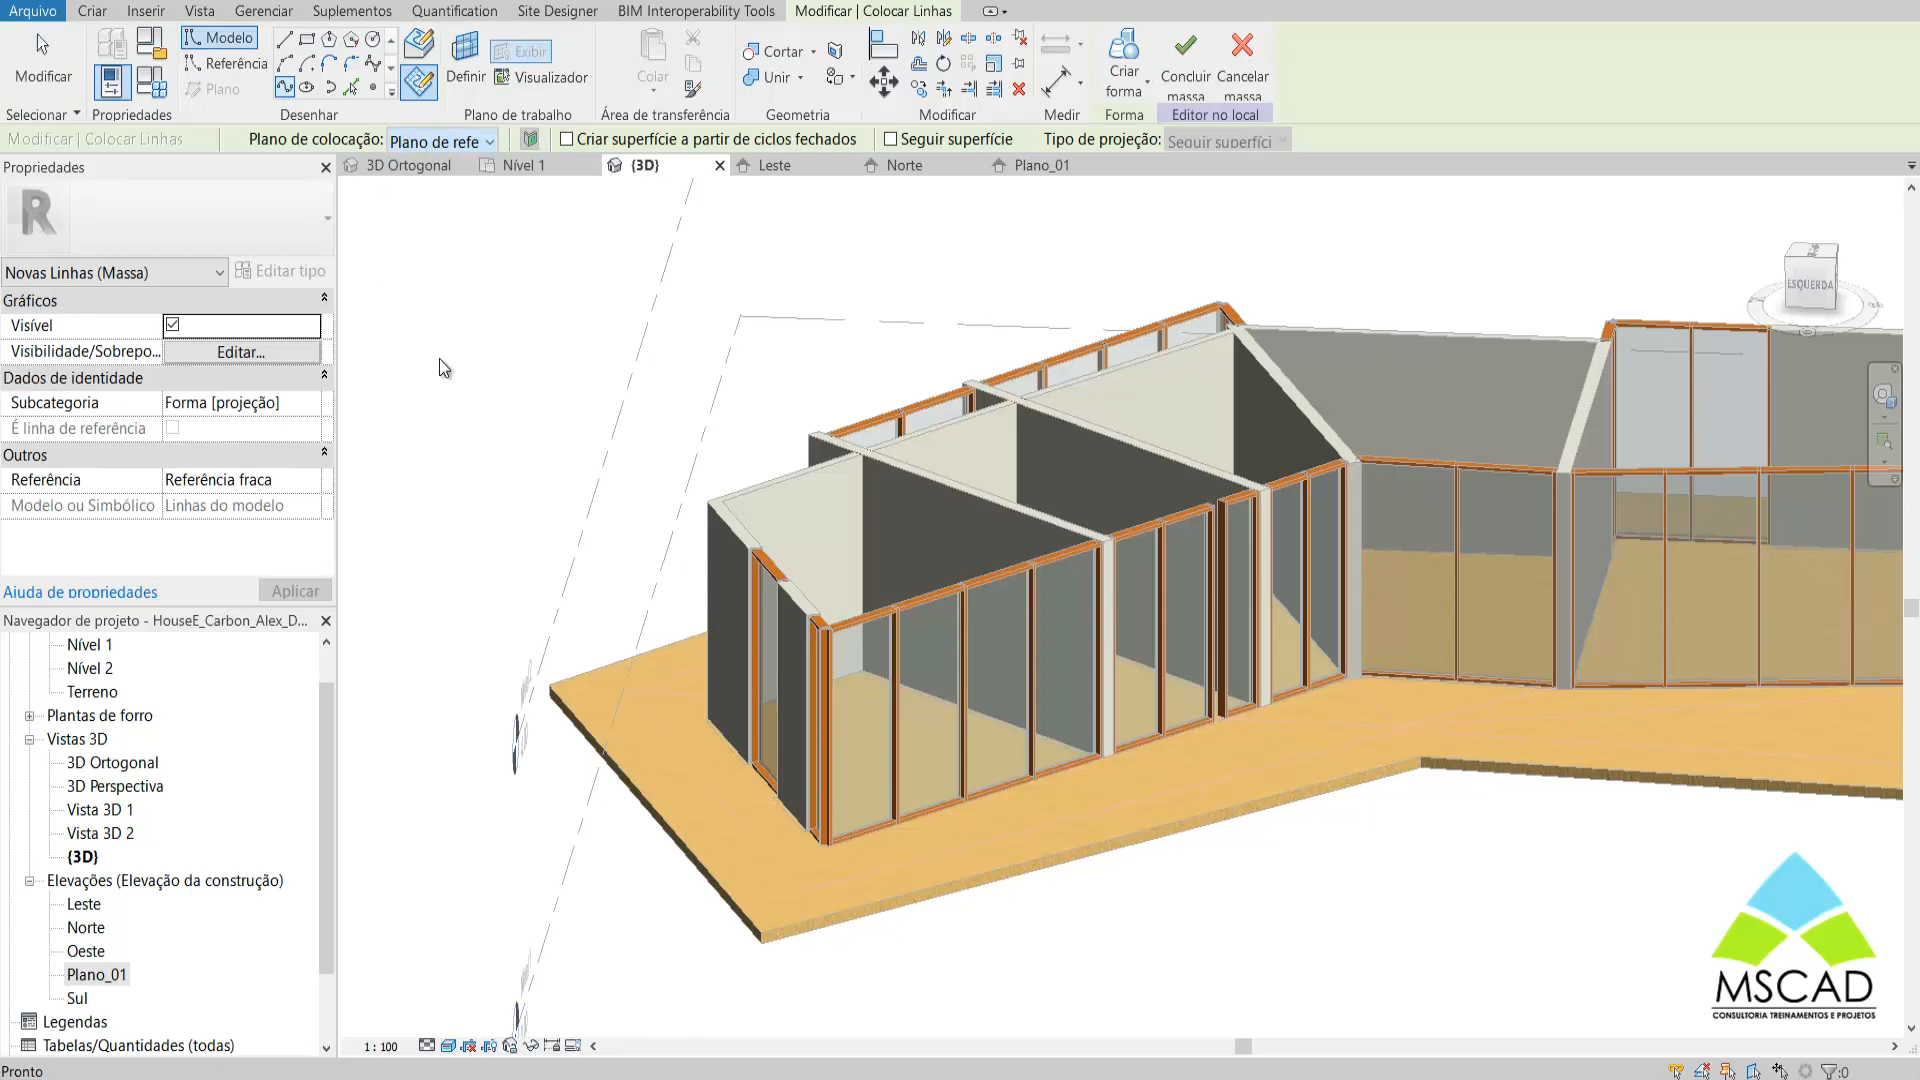 Arquivo Criar Inserir Vista Gerenciar Suplementos Quantification Site Designer BIM Interoperability Tools Modificar | Colocar Linhas
Modificar
Selecionar
Propriedades
Modelo
Referência
Plano
Desenhar
Definir
Exibir
Visualizador
Plano de trabalho
Colar
Área de transferência
Cortar
Unir
Geometria
Modificar
Medir
Criar forma
Forma
Concluir massa
Cancelar massa
Editor no local
Modificar | Colocar Linhas
Plano de colocação: Plano de refe
Criar superfície a partir de ciclos fechados
Seguir superfície
Tipo de projeção: Seguir superfíci
Propriedades
3D Ortogonal
Nível 1
{3D}
Leste
Norte
Plano_01
R
Novas Linhas (Massa)
Editar tipo
Gráficos
Visível
Visibilidade/Sobrepo... Editar...
Dados de identidade
Subcategoria Forma [projeção]
É linha de referência
Outros
Referência Referência fraca
Modelo ou Simbólico Linhas do modelo
Ajuda de propriedades Aplicar
Navegador de projeto - HouseE_Carbon_Alex_D...
Nível 1
Nível 2
Terreno
Plantas de forro
Vistas 3D
3D Ortogonal
3D Perspectiva
Vista 3D 1
Vista 3D 2
{3D}
Elevações (Elevação da construção)
Leste
Norte
Oeste
Plano_01
Sul
Legendas
Tabelas/Quantidades (todas)
ESQUERDA
MSCAD
CONSULTORIA TREINAMENTOS E PROJETOS
1 : 100
Pronto
:0